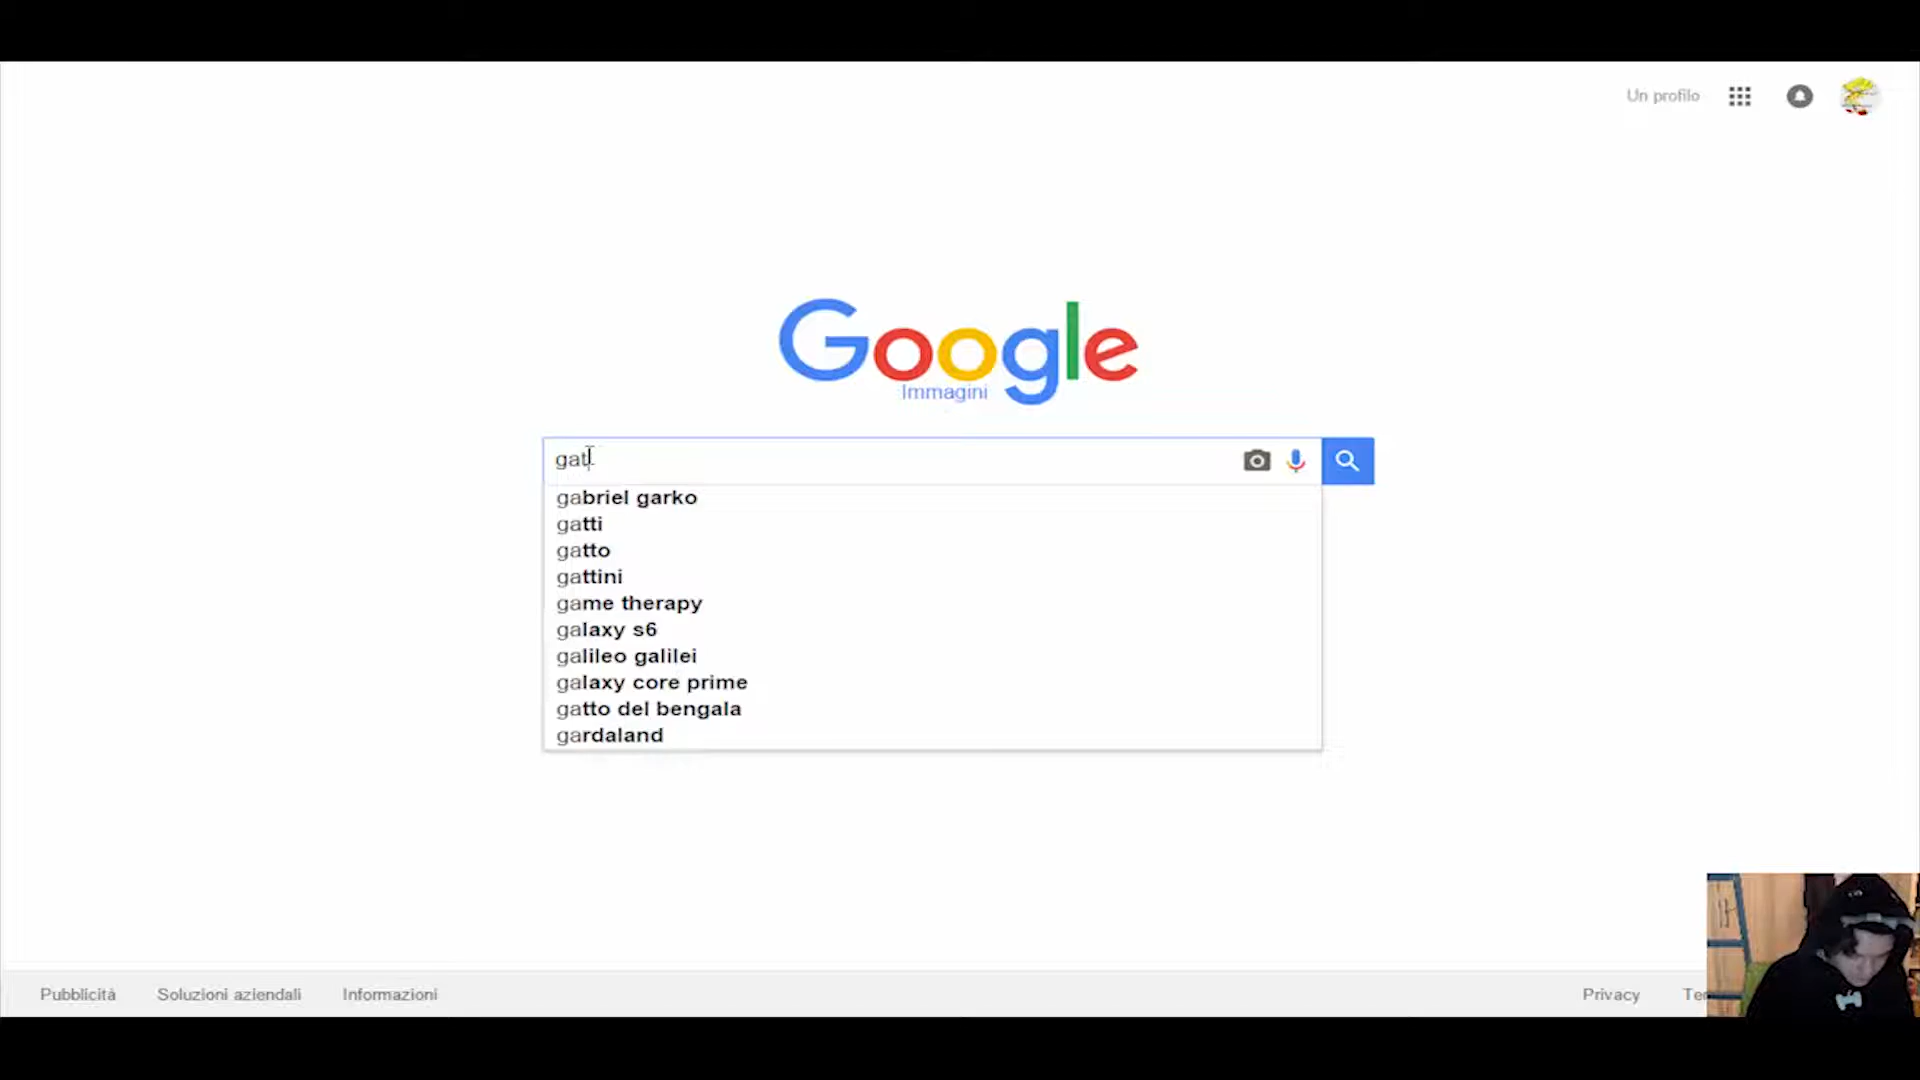 Un profilo
Google
Immagini
gat
gabriel garko
gatti
gatto
gattini
game therapy
galaxy s6
galileo galilei
galaxy core prime
gatto del bengala
gardaland
Pubblicità Soluzioni aziendali Informazioni
Privacy